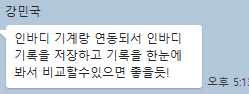 강민국
인바디 기계랑 연동되서 인바디
기록을 저장하고 기록을 한눈에
봐서 비교할수있으면 좋을듯!
오후